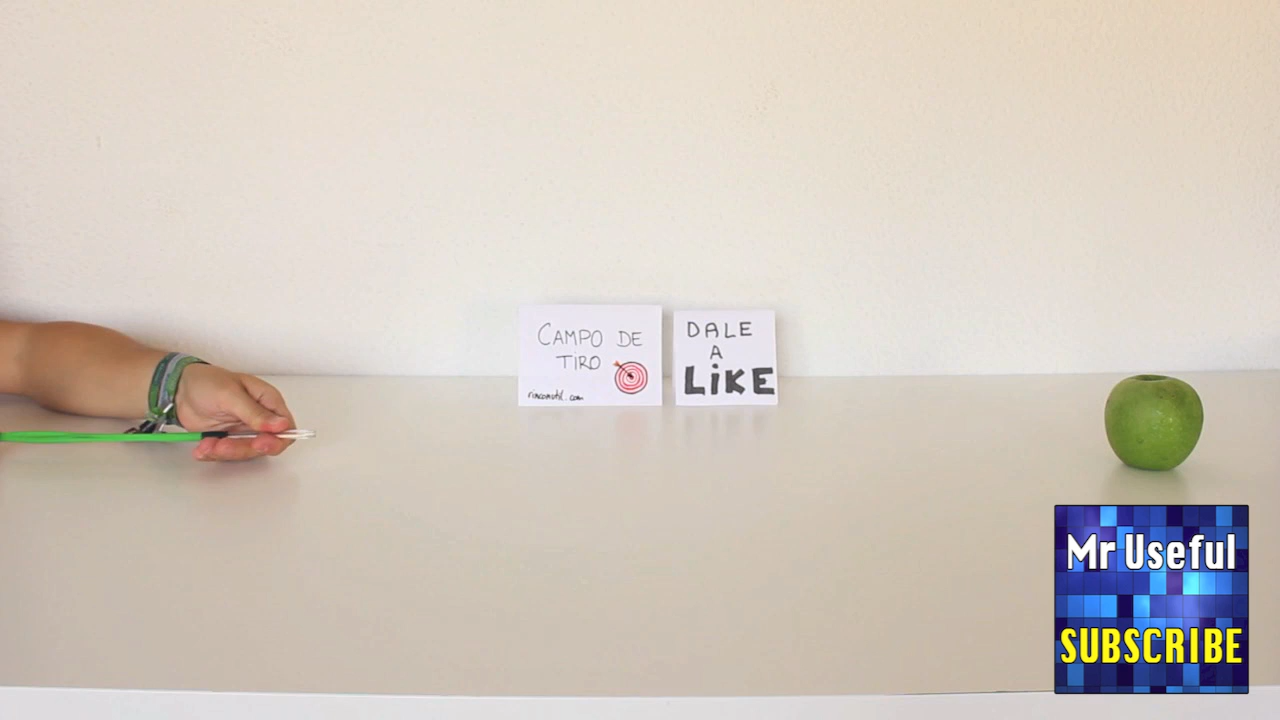 CAMPO DE
TIRO
rinconutil.com
DALE
A
LiKE
Mr Useful
SUBSCRIBE